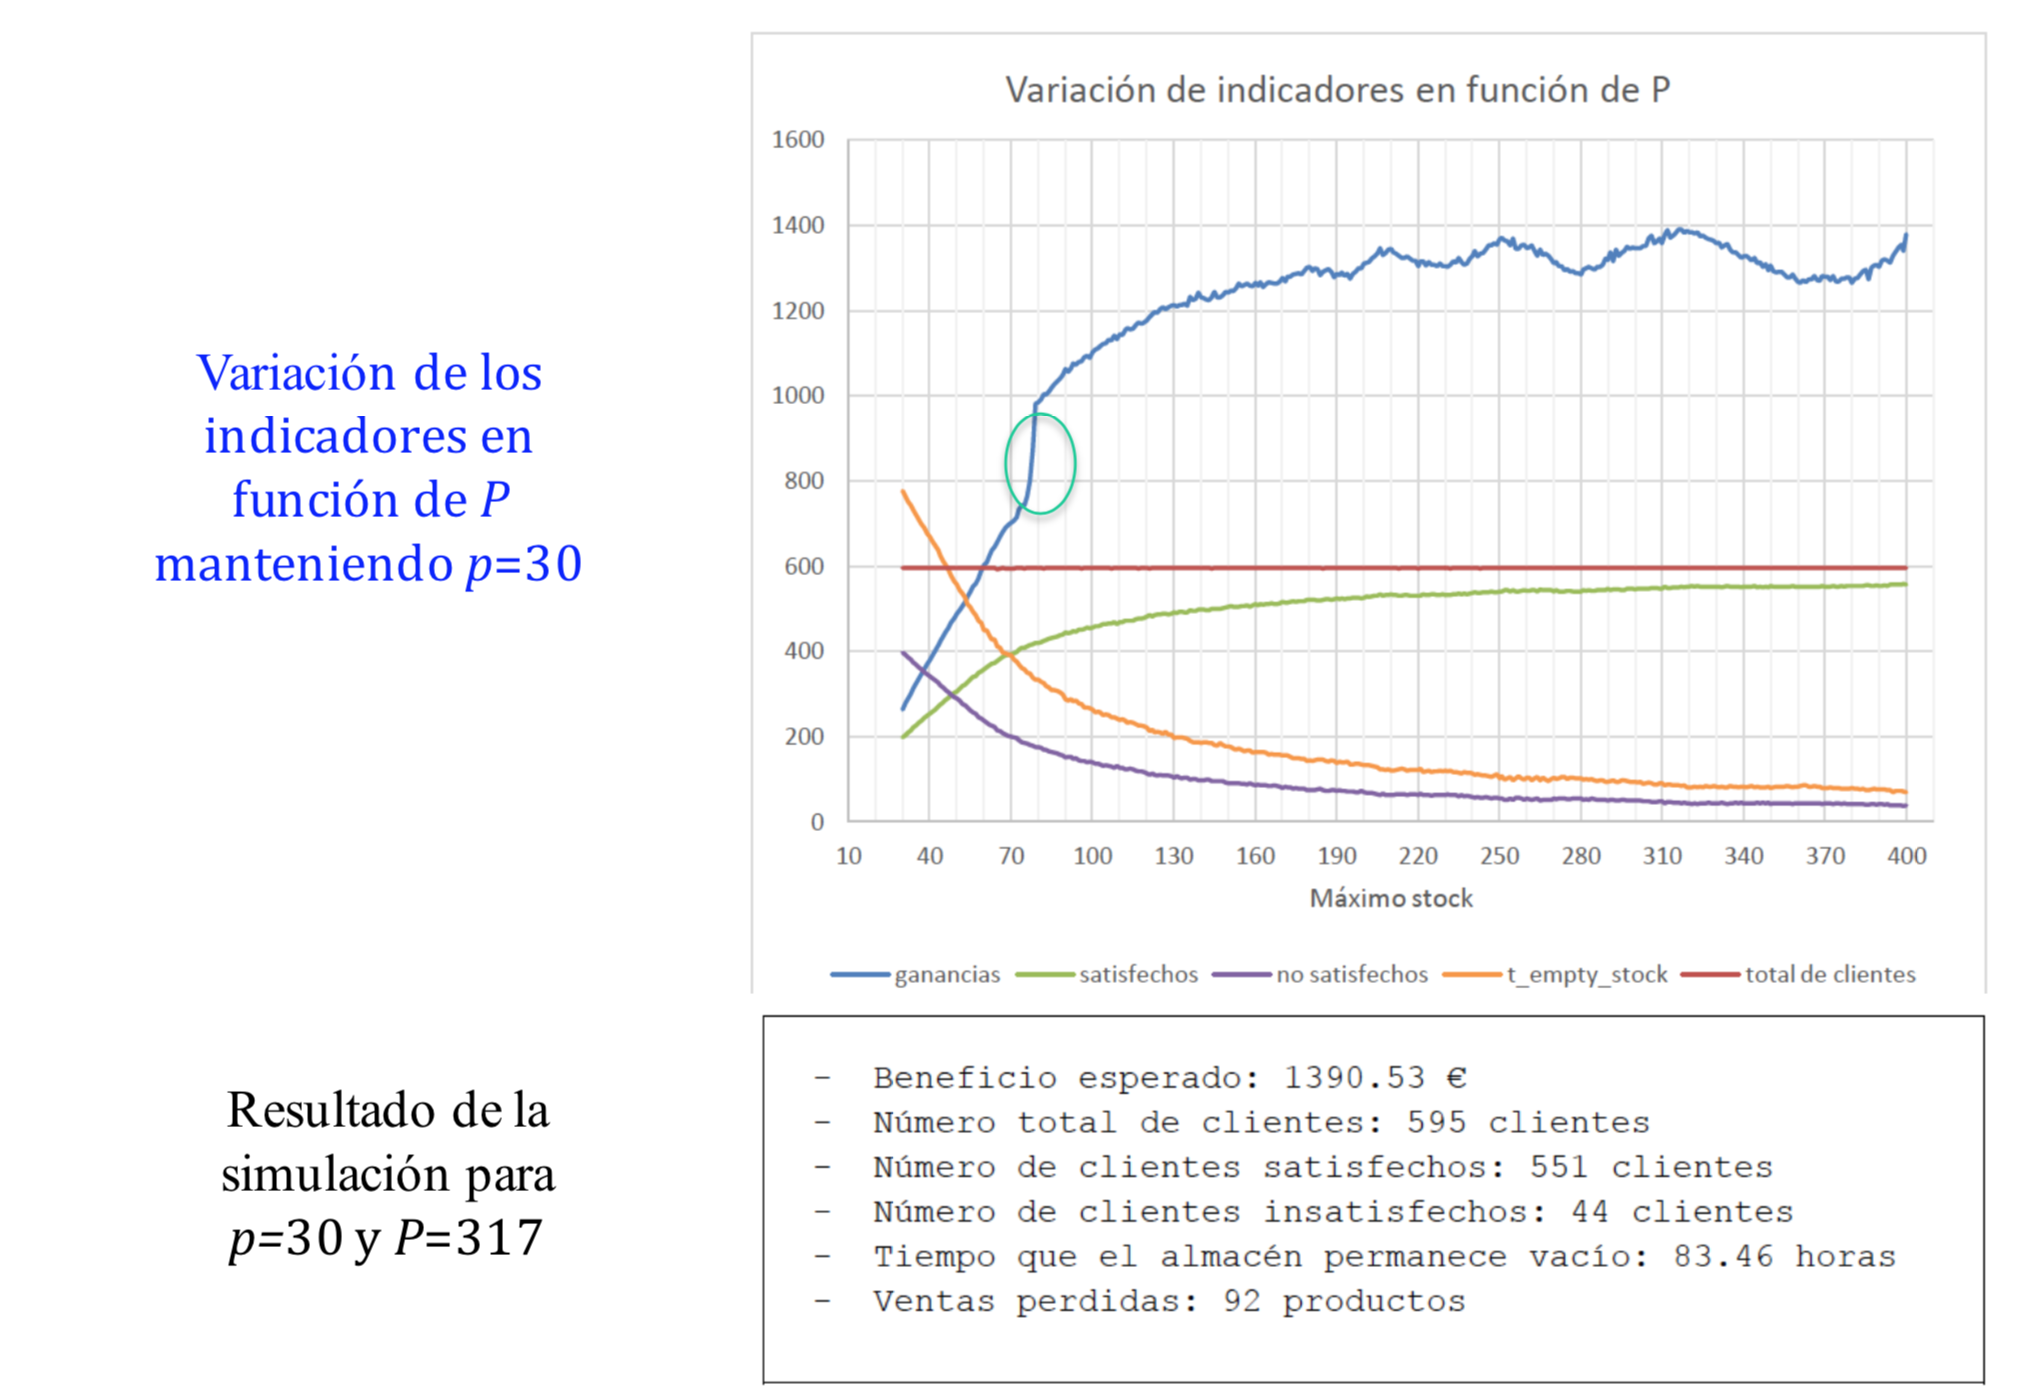 Variación de indicadores en función de P
1600
1400
1200
1000
800
600
400
200
0
10 40 70 100 130 160 190 220 250 280 310 340 370 400
Máximo stock
ganancias satisfechos no satisfechos t_empty_stock total de clientes
Variación de los
indicadores en
función de P
manteniendo p=30
Resultado de la
simulación para
p=30 y P=317
- Beneficio esperado: 1390.53 €
- Número total de clientes: 595 clientes
- Número de clientes satisfechos: 551 clientes
- Número de clientes insatisfechos: 44 clientes
- Tiempo que el almacén permanece vacío: 83.46 horas
- Ventas perdidas: 92 productos